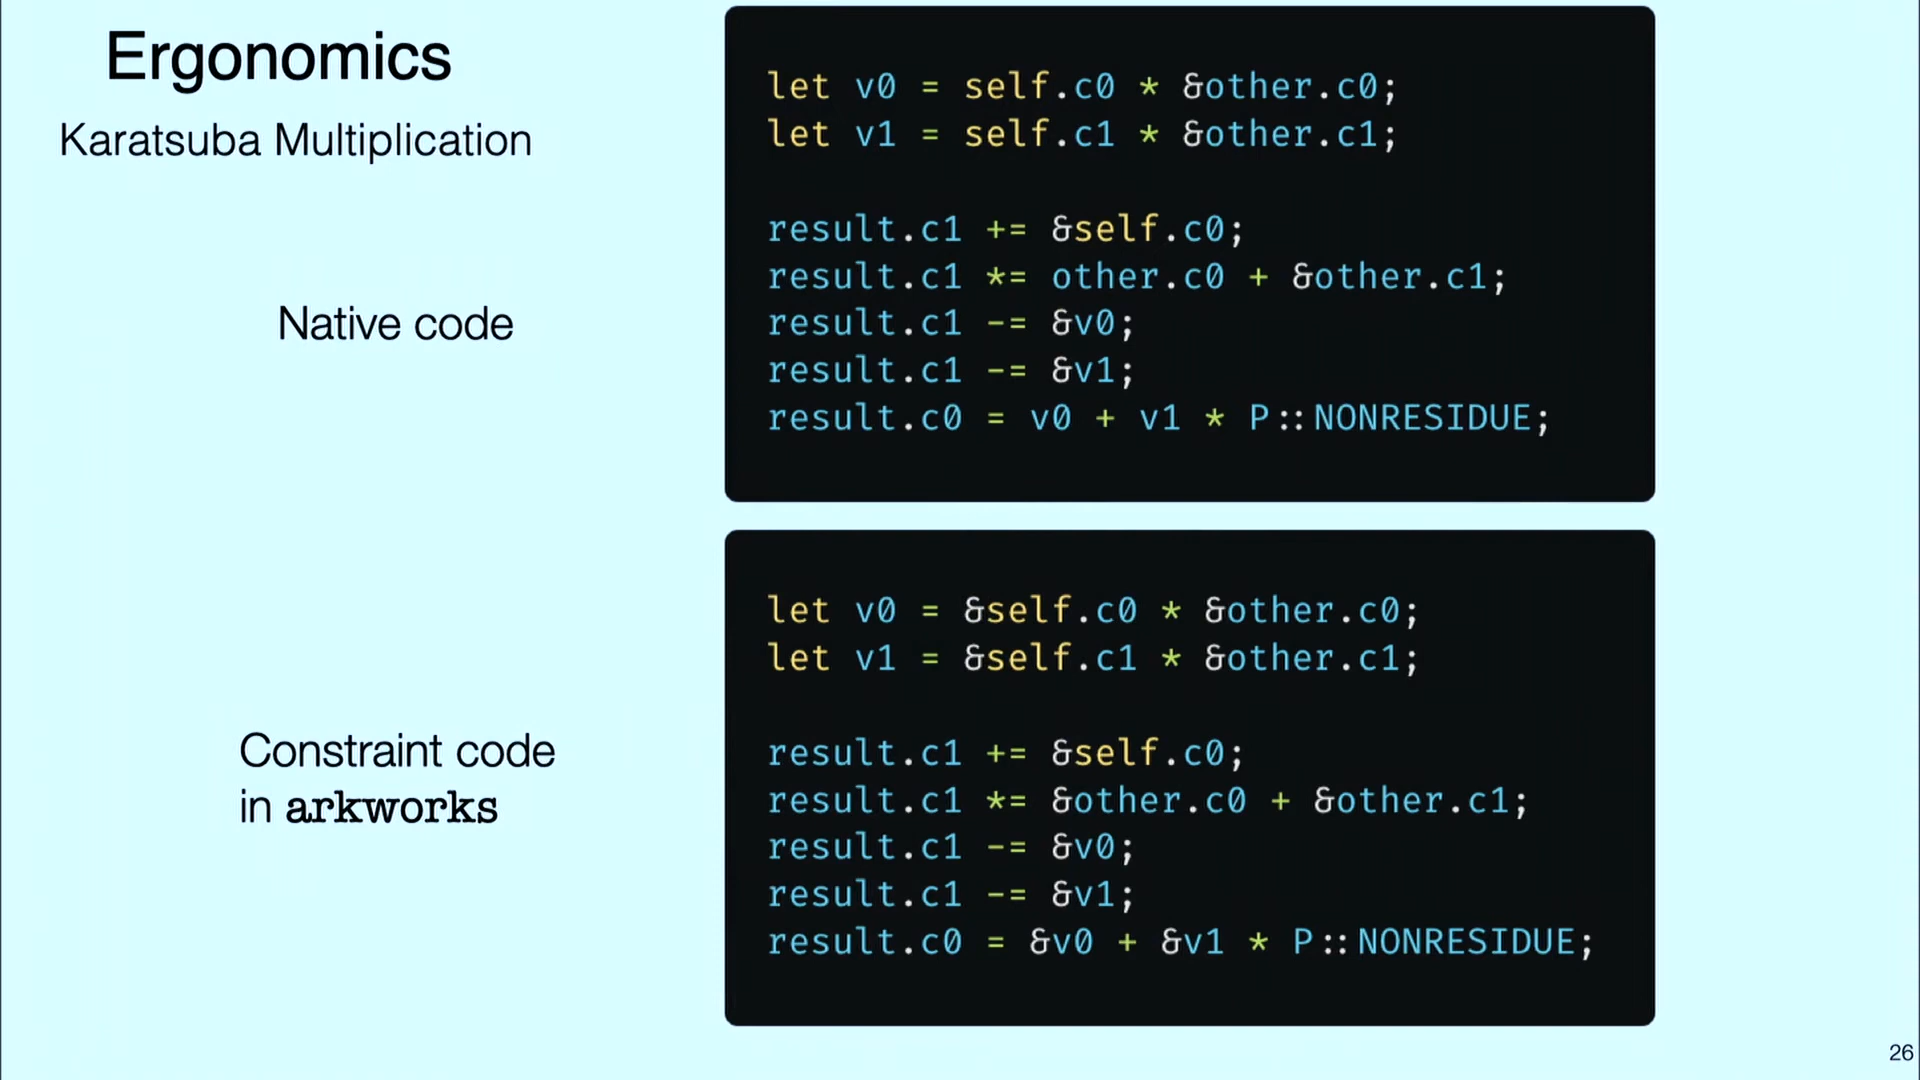 Ergonomics
Karatsuba Multiplication
Native code
let v0 = self.c0 * &other.c0;
let v1 = self.c1 * &other.c1;
result.c1 += &self.c0;
result.c1 *= other.c0 + &other.c1;
result.c1 -= &v0;
result.c1 -= &v1;
result.c0 = v0 + v1 * P::NONRESIDUE;
Constraint code
in arkworks
let v0 = &self.c0 * &other.c0;
let v1 = &self.c1 * &other.c1;
result.c1 += &self.c0;
result.c1 *= &other.c0 + &other.c1;
result.c1 -= &v0;
result.c1 -= &v1;
result.c0 = &v0 + &v1 * P::NONRESIDUE;
26